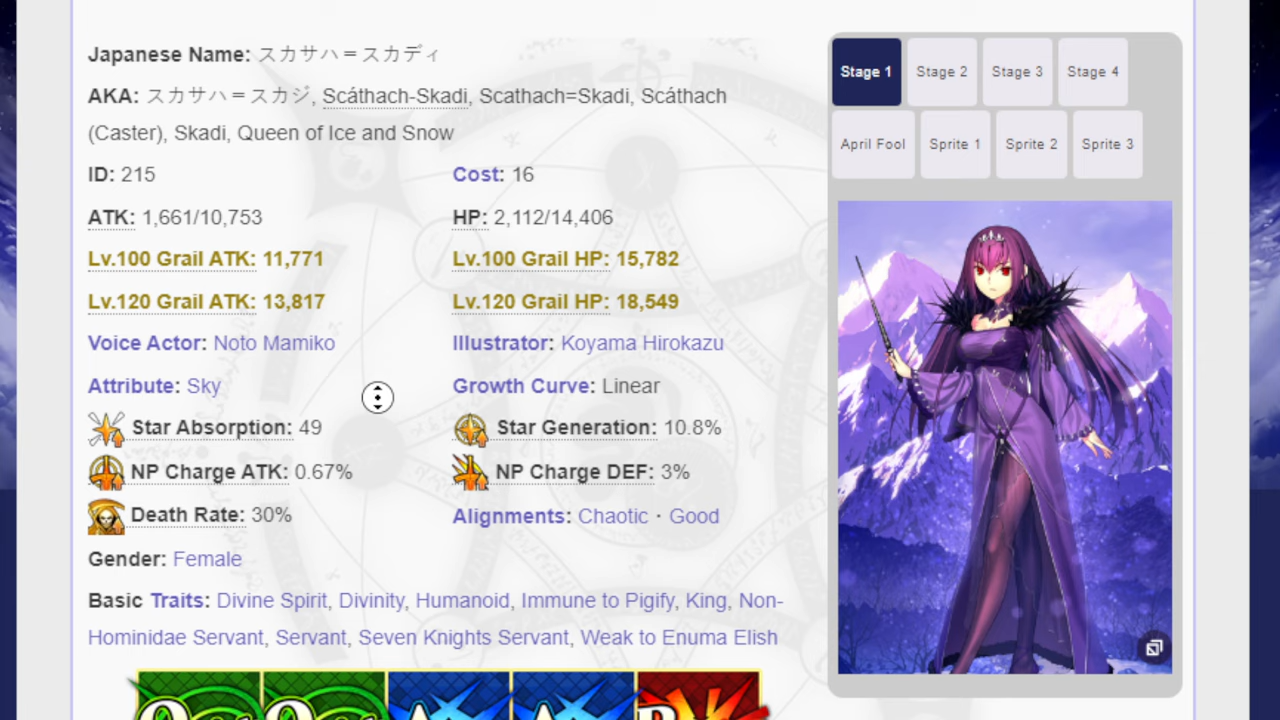 Japanese Name: スカサハ＝スカディ
AKA: スカサハ＝スカジ, Scáthach-Skadi, Scathach=Skadi, Scáthach
(Caster), Skadi, Queen of Ice and Snow
ID: 215 Cost: 16
ATK: 1,661/10,753 HP: 2,112/14,406
Lv.100 Grail ATK: 11,771 Lv.100 Grail HP: 15,782
Lv.120 Grail ATK: 13,817 Lv.120 Grail HP: 18,549
Voice Actor: Noto Mamiko Illustrator: Koyama Hirokazu
Attribute: Sky Growth Curve: Linear
Star Absorption: 49 Star Generation: 10.8%
NP Charge ATK: 0.67% NP Charge DEF: 3%
Death Rate: 30% Alignments: Chaotic・Good
Gender: Female
Basic Traits: Divine Spirit, Divinity, Humanoid, Immune to Pigify, King, Non-
Hominidae Servant, Servant, Seven Knights Servant, Weak to Enuma Elish
Stage 1 Stage 2 Stage 3 Stage 4
April Fool Sprite 1 Sprite 2 Sprite 3